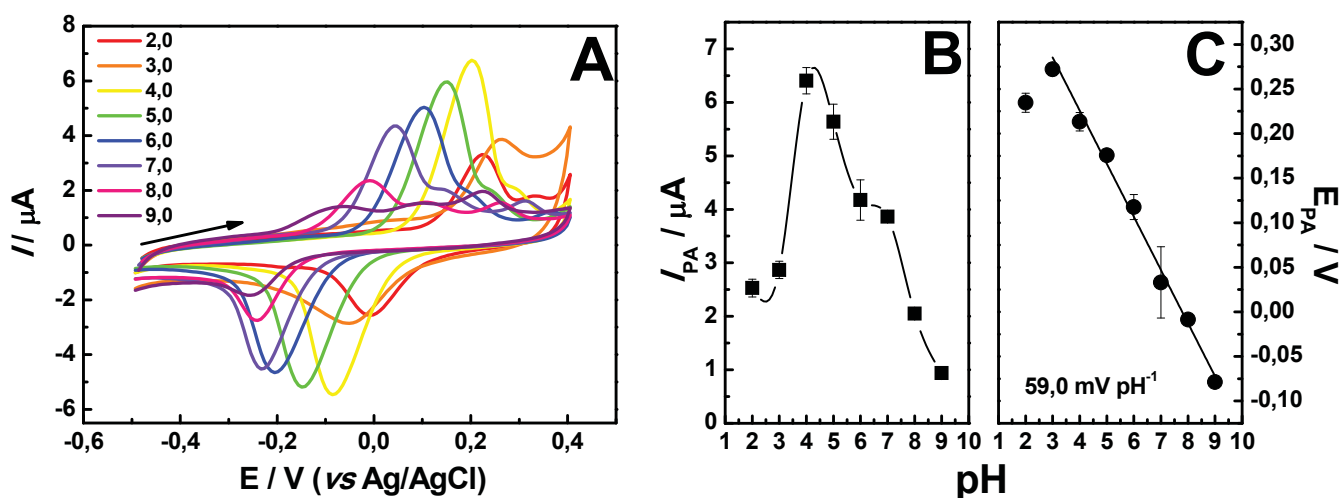 A
2,0
3,0
4,0
5,0
6,0
7,0
8,0
9,0
8
6
4
2
0
-2
-4
-6
I / µA
-0,6 -0,4 -0,2 0,0 0,2 0,4
E / V (vs Ag/AgCl)
B
7
6
5
4
3
2
1
0
I PA / µA
1 2 3 4 5 6 7 8 9 10
C
0,30
0,25
0,20
0,15
0,10
0,05
0,00
-0,05
-0,10
E PA / V
59,0 mV pH⁻¹
1 2 3 4 5 6 7 8 9 10
pH